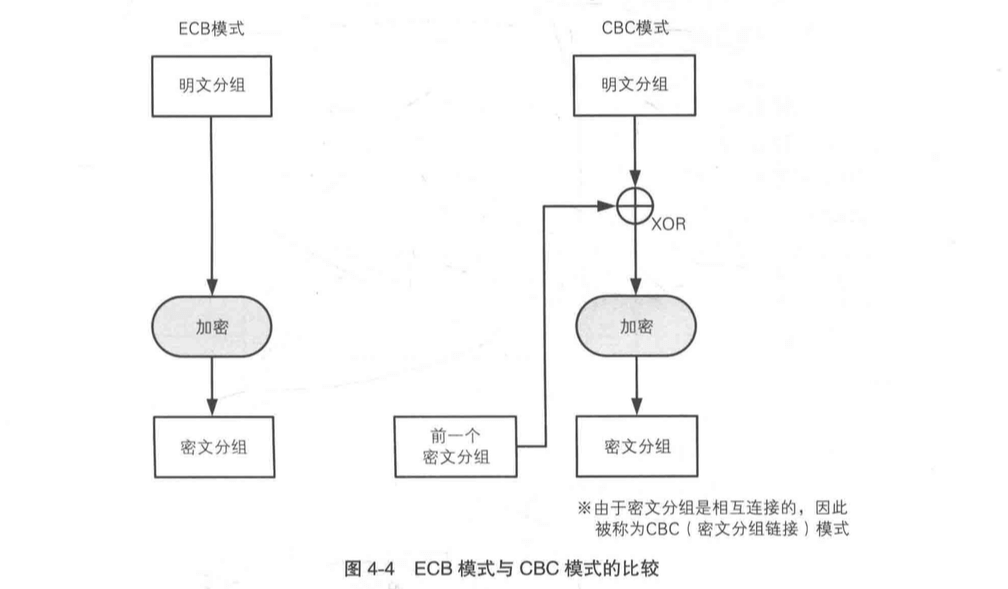 ECB模式
明文分组
加密
密文分组
CBC模式
明文分组
XOR
加密
前一个
密文分组
密文分组
※由于密文分组是相互连接的，因此
被称为CBC（密文分组链接）模式
图 4-4 ECB 模式与 CBC 模式的比较